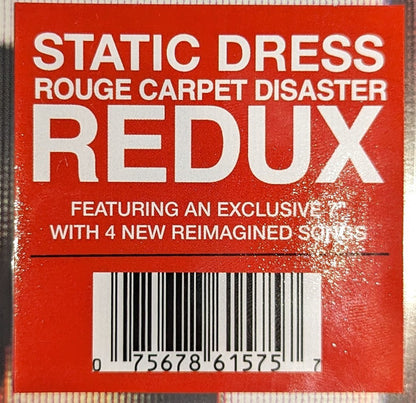 STATIC DRESS
ROUGE CARPET DISASTER
REDUX
FEATURING AN EXCLUSIVE 7"
WITH 4 NEW REIMAGINED SONGS
0 75678 61575 7